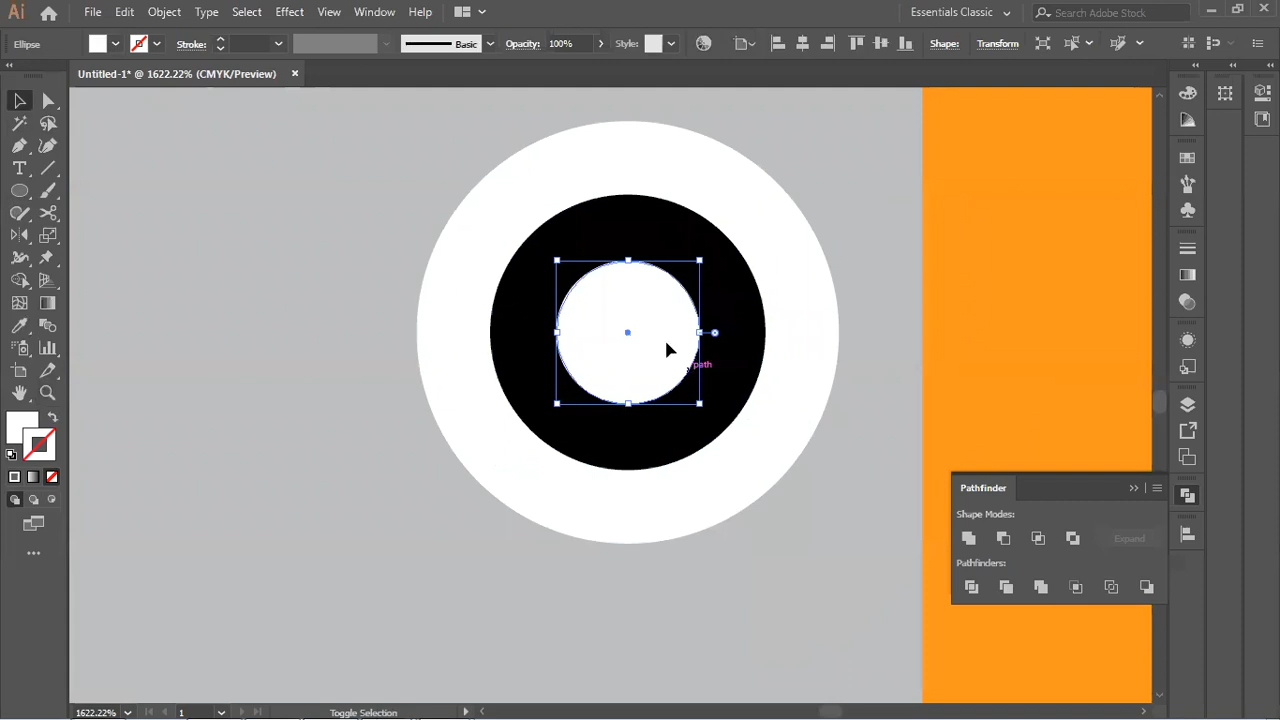 Ai File Edit Object Type Select Effect View Window Help Essentials Classic Search Adobe Stock
Ellipse Stroke: Basic Opacity: 100% Style: Shape: Transform
Untitled-1* @ 1622.22% (CMYK/Preview) ×
path
Pathfinder
Shape Modes:
Expand
Pathfinders:
1622.22% 1 Toggle Selection